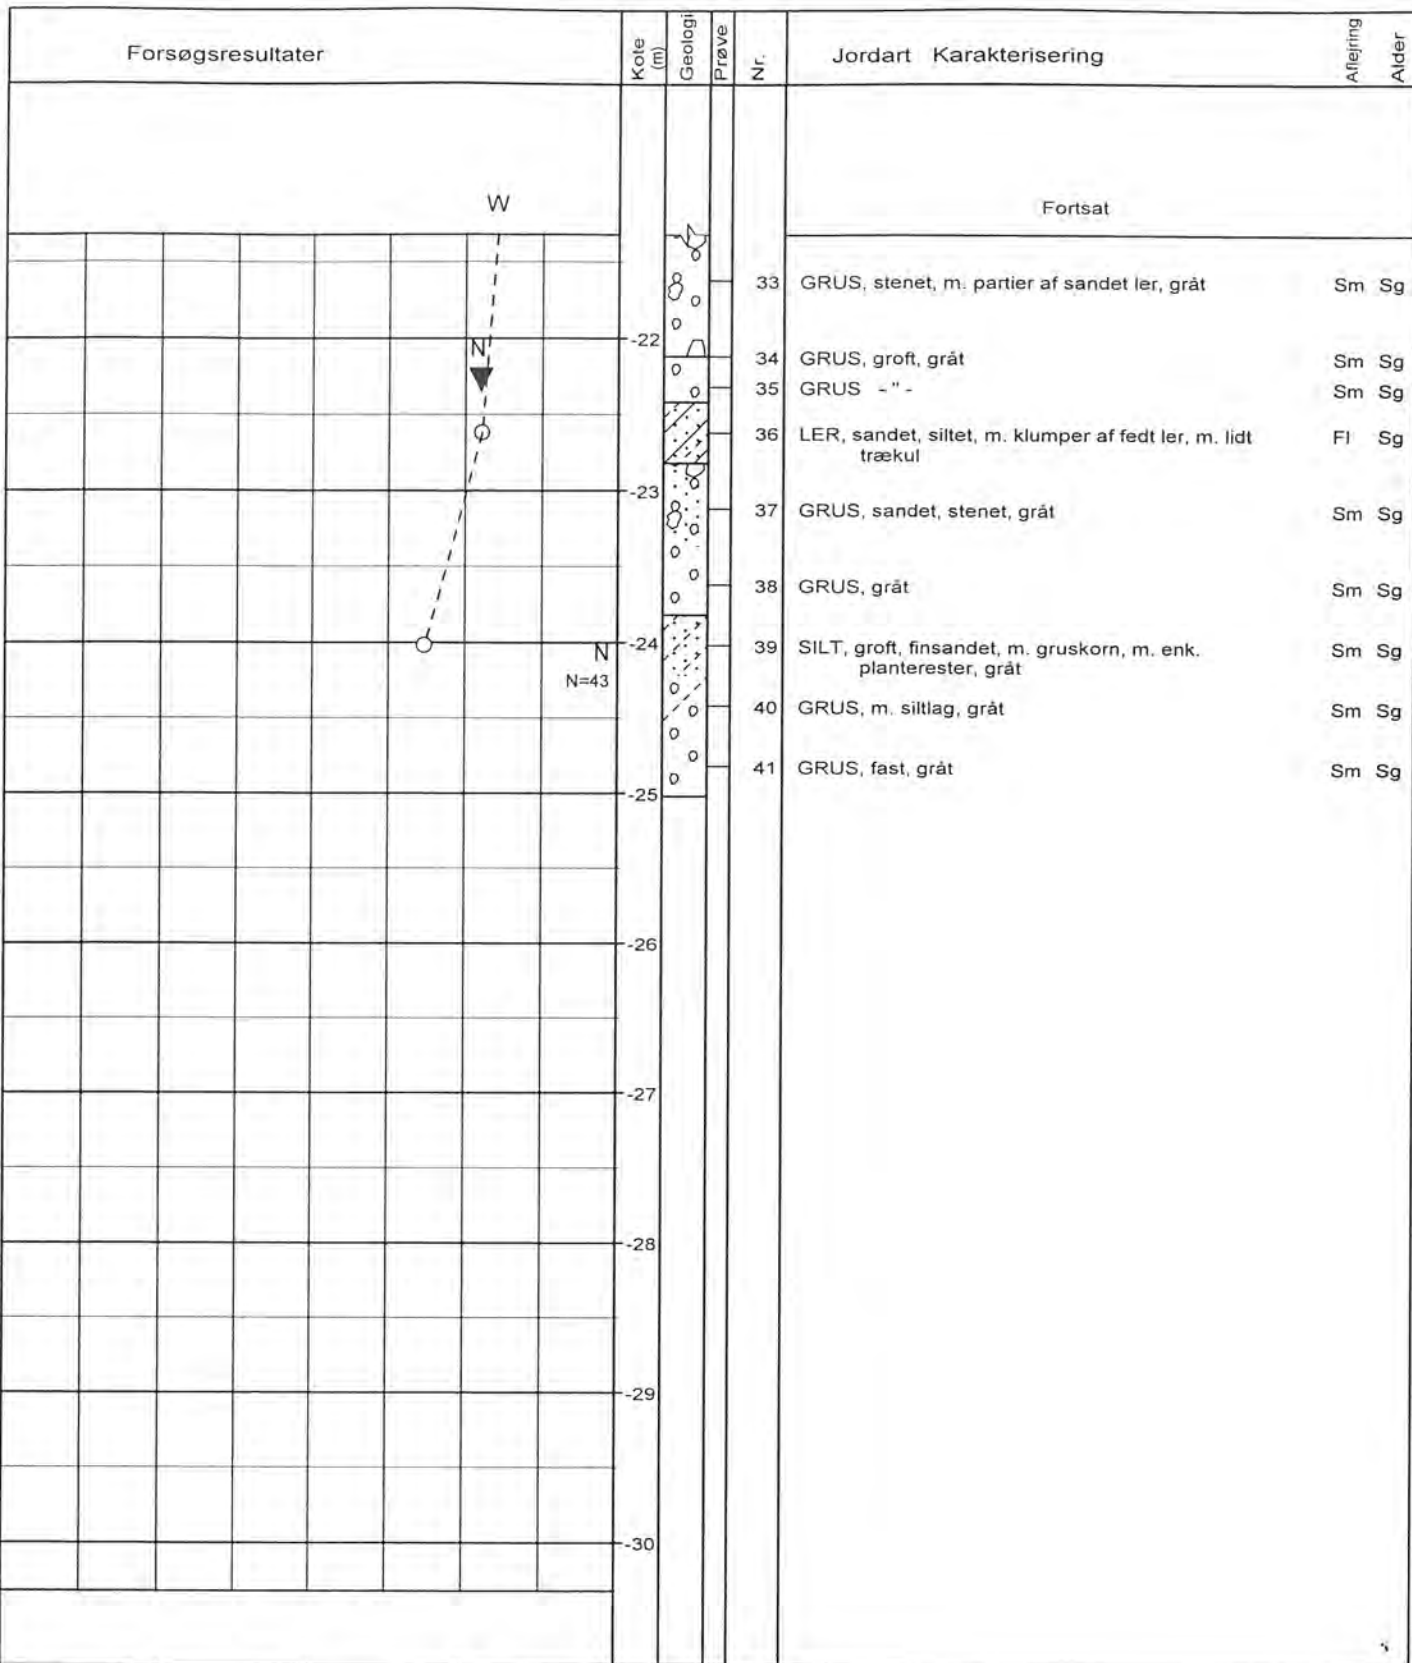 Forsøgsresultater
Kote (m)
Geologi
Prøve
Nr.
Jordart Karakterisering
Aflejring
Alder
W
Fortsat
33 GRUS, stenet, m. partier af sandet ler, gråt Sm Sg
-22
N
34 GRUS, groft, gråt Sm Sg
35 GRUS - " - Sm Sg
36 LER, sandet, siltet, m. klumper af fedt ler, m. lidt Fl Sg
trækul
-23
37 GRUS, sandet, stenet, gråt Sm Sg
38 GRUS, gråt Sm Sg
-24
N
39 SILT, groft, finsandet, m. gruskorn, m. enk. Sm Sg
planterester, gråt
N=43
40 GRUS, m. siltlag, gråt Sm Sg
41 GRUS, fast, gråt Sm Sg
-25
-26
-27
-28
-29
-30